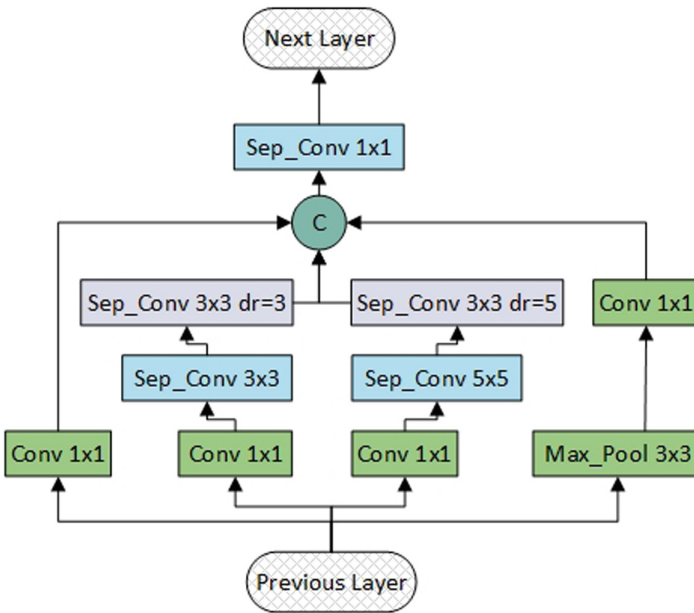 Next Layer
Sep_Conv 1x1
C
Sep_Conv 3x3 dr=3
Sep_Conv 3x3 dr=5
Conv 1x1
Sep_Conv 3x3
Sep_Conv 5x5
Conv 1x1
Conv 1x1
Conv 1x1
Max_Pool 3x3
Previous Layer